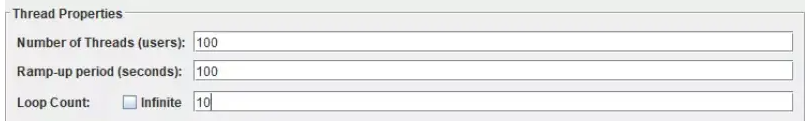 Thread Properties
Number of Threads (users): 100
Ramp-up period (seconds): 100
Loop Count: Infinite 10